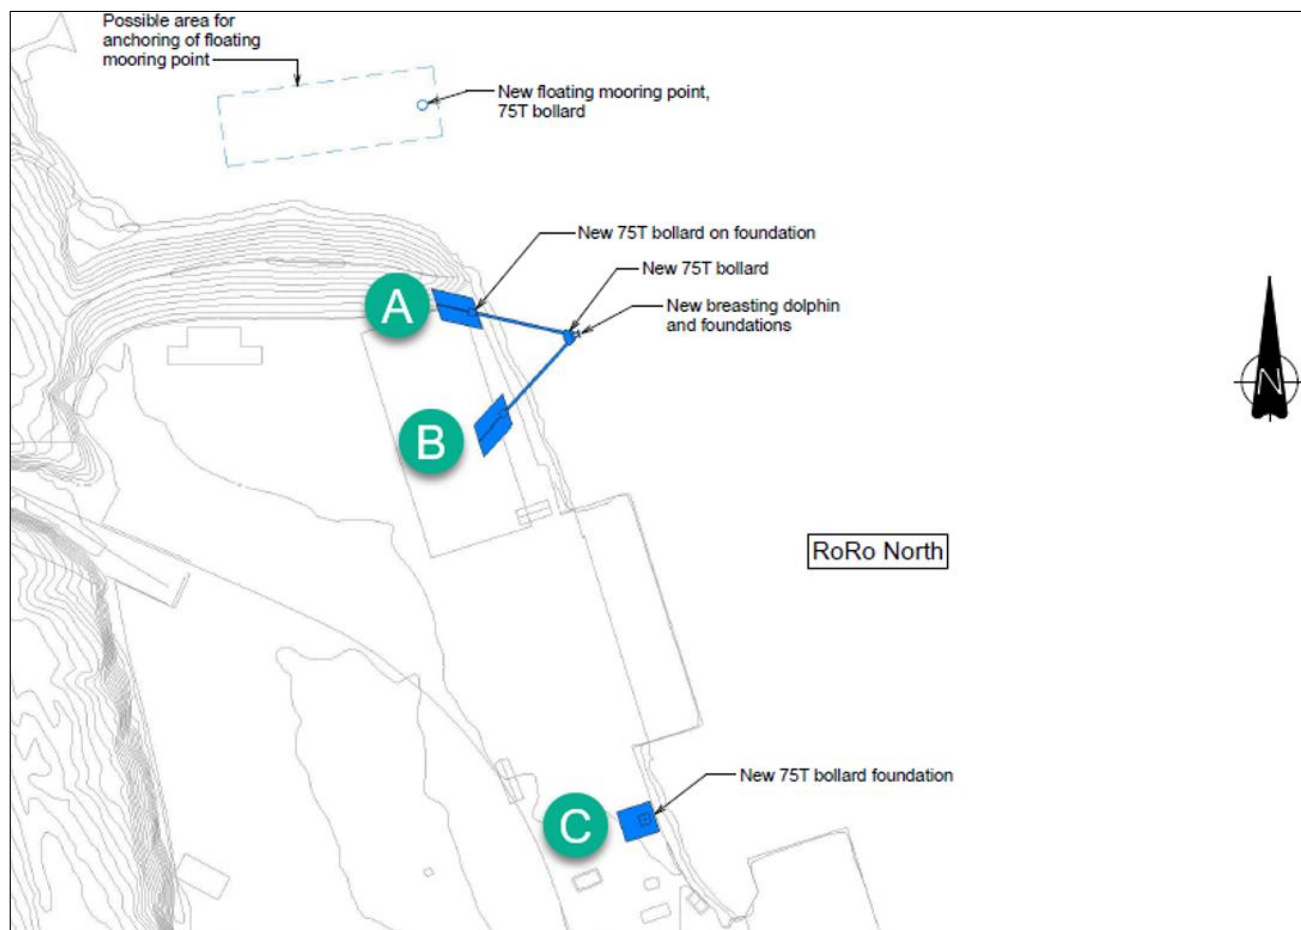 Possible area for
anchoring of floating
mooring point
New floating mooring point,
75T bollard
New 75T bollard on foundation
New 75T bollard
New breasting dolphin
and foundations
A
N
B
RoRo North
New 75T bollard foundation
C